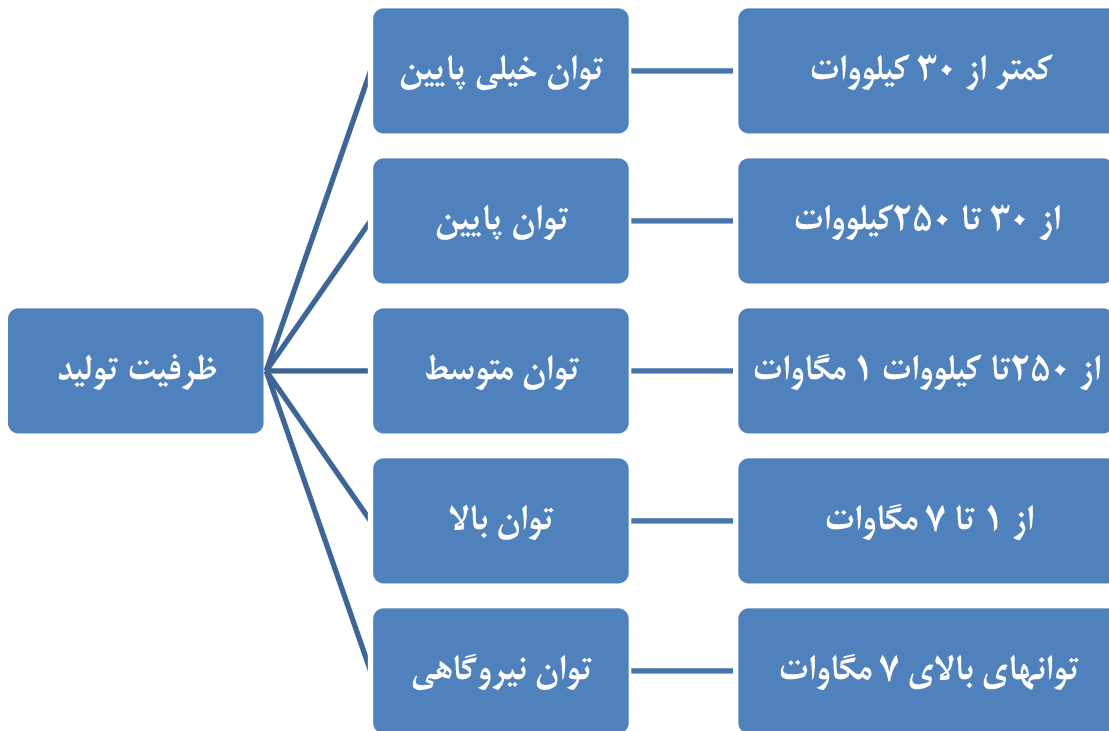 توان خیلی پایین
کمتر از ۳۰ کیلووات
توان پایین
از ۳۰ تا ۲۵۰کیلووات
ظرفیت تولید
توان متوسط
از ۲۵۰تا کیلووات ۱ مگاوات
توان بالا
از ۱ تا ۷ مگاوات
توان نیروگاهی
توانهای بالای ۷ مگاوات